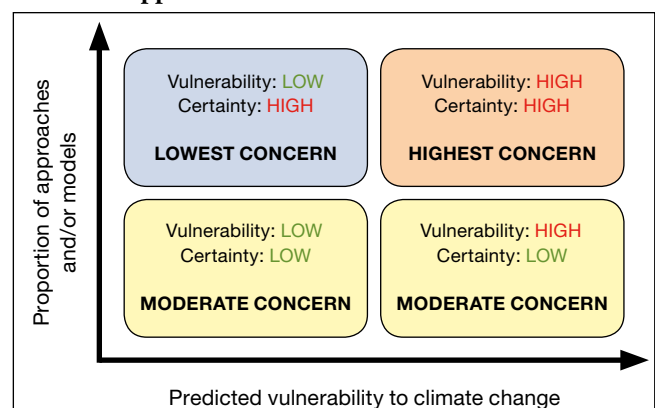 Proportion of approaches
and/or models
Vulnerability: LOW
Certainty: HIGH
LOWEST CONCERN
Vulnerability: HIGH
Certainty: HIGH
HIGHEST CONCERN
Vulnerability: LOW
Certainty: LOW
MODERATE CONCERN
Vulnerability: HIGH
Certainty: LOW
MODERATE CONCERN
Predicted vulnerability to climate change